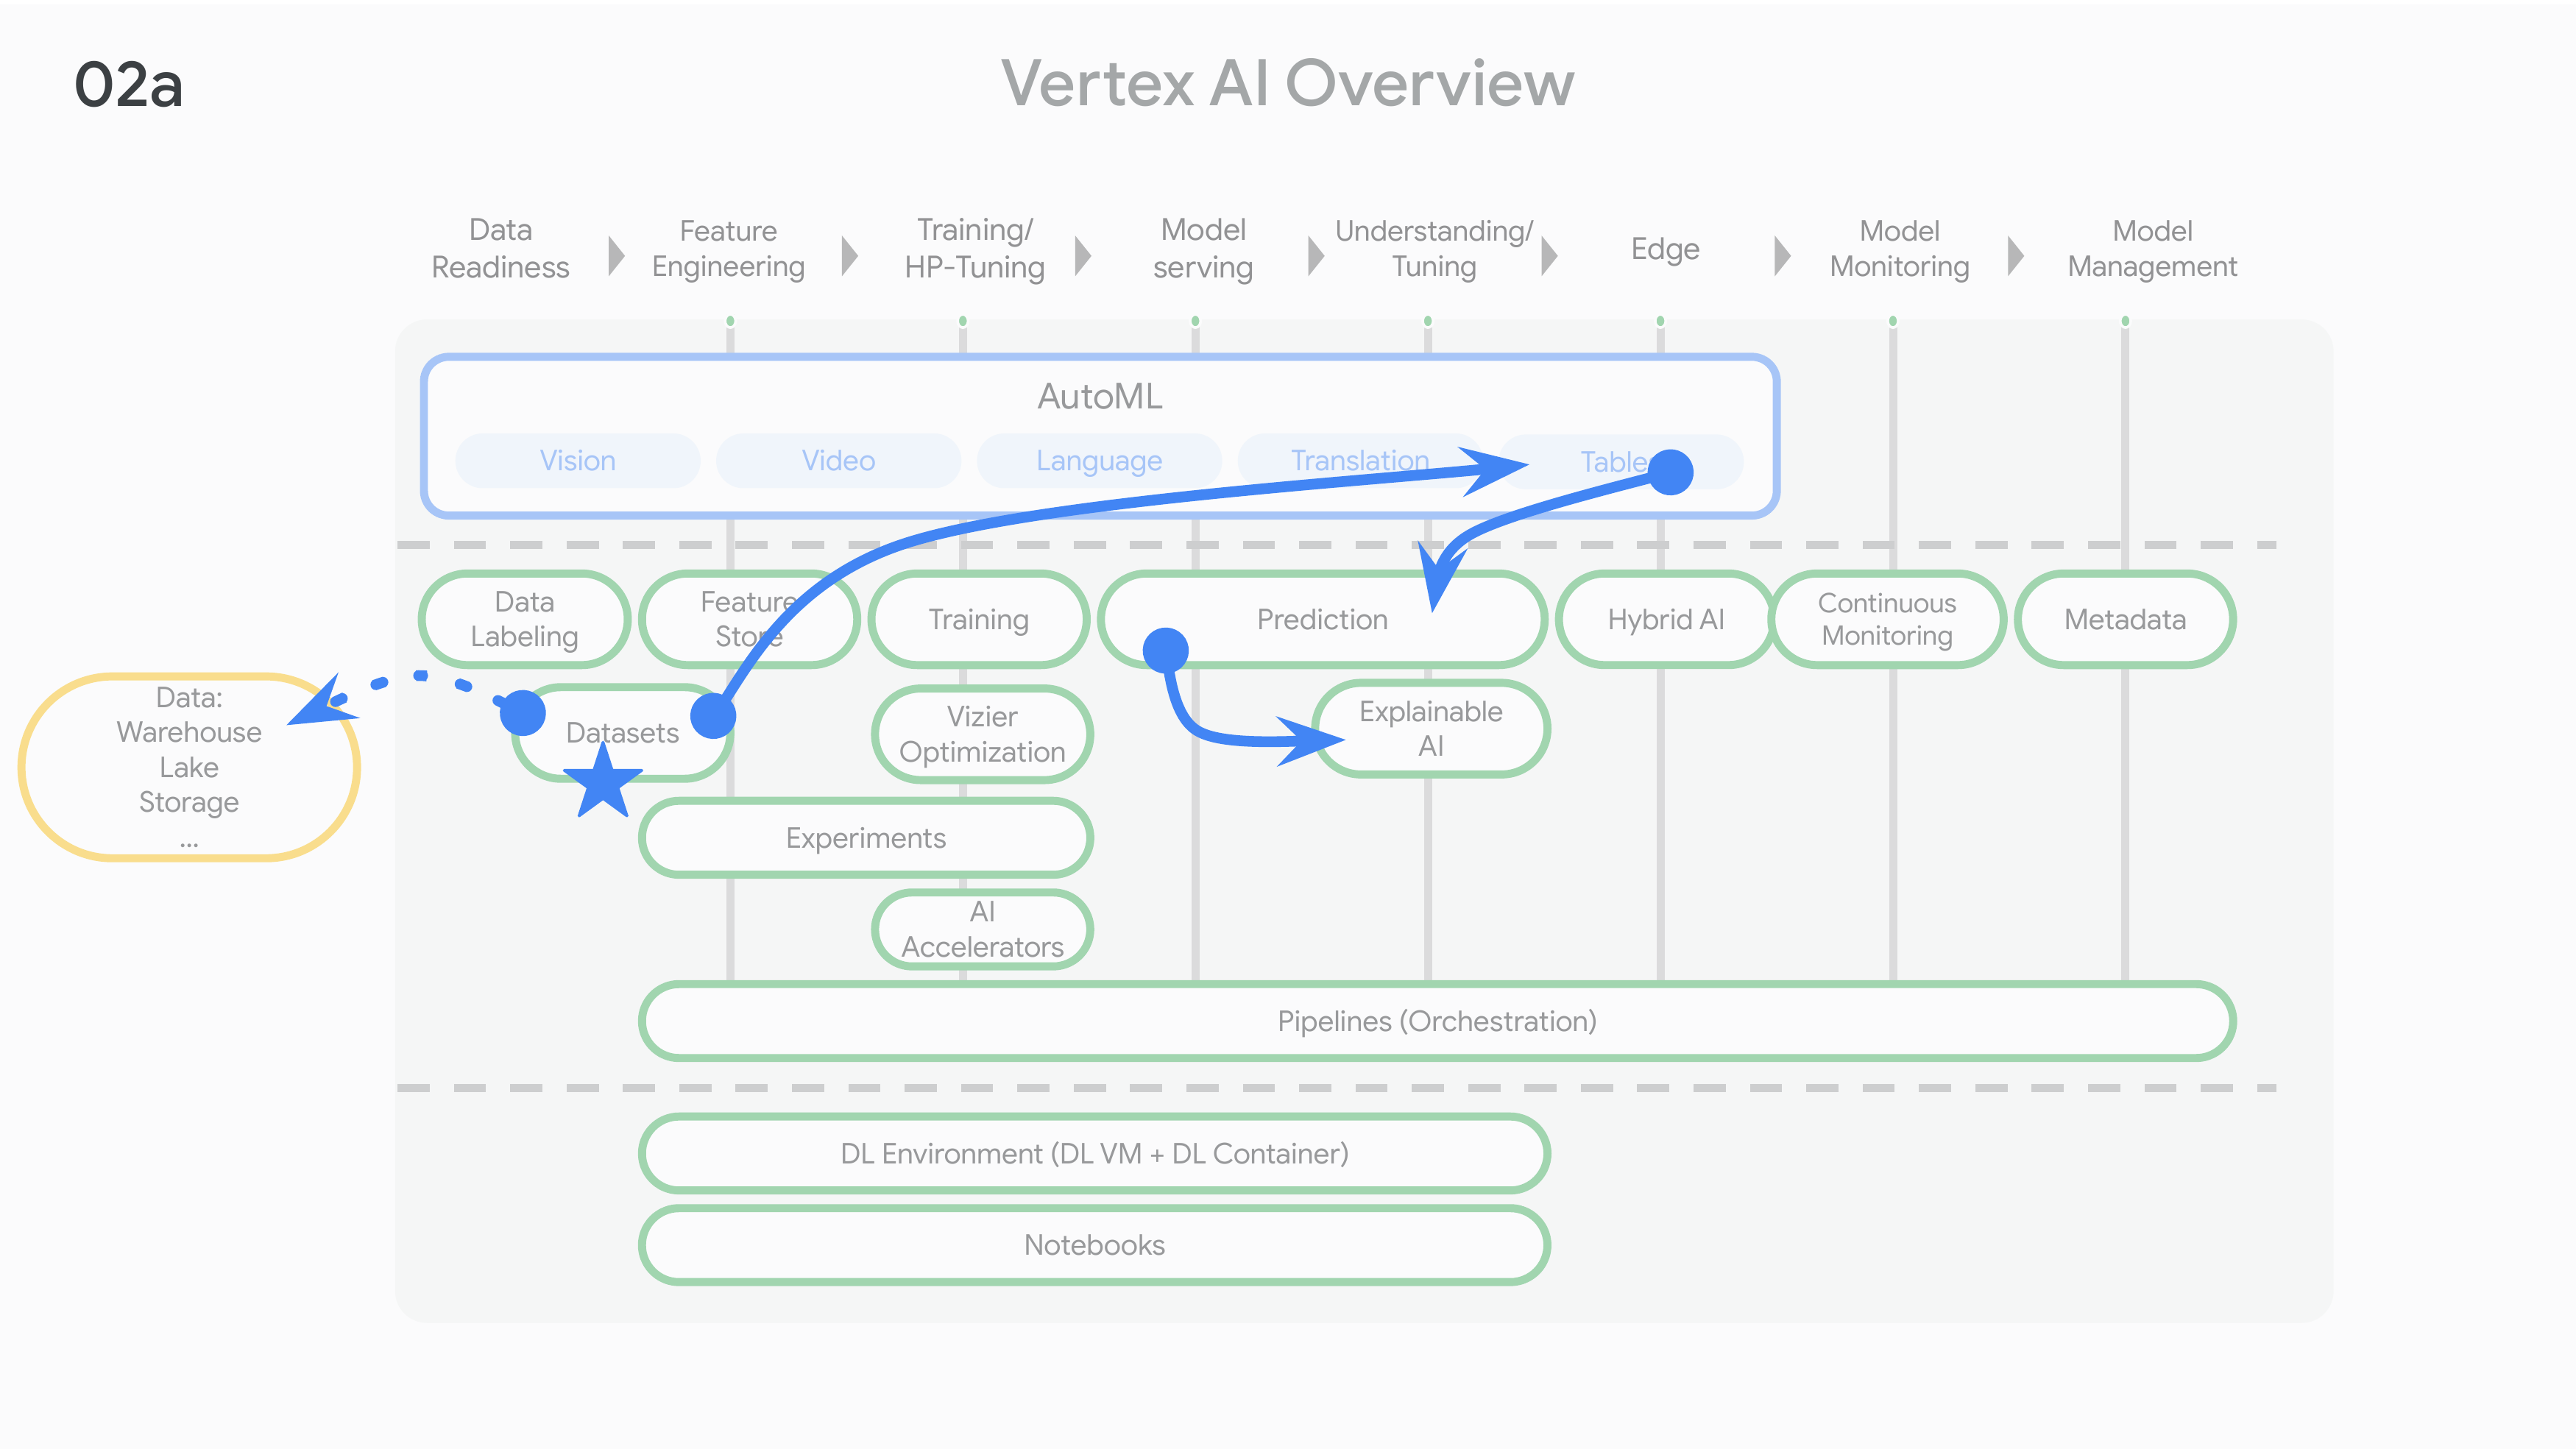 02a
Vertex AI Overview
Data
Readiness
Feature
Engineering
Training/
HP-Tuning
Model
serving
Understanding/
Tuning
Edge
Model
Monitoring
Model
Management
AutoML
Vision
Video
Language
Translation
Table
Data
Labeling
Feature
Store
Training
Prediction
Hybrid AI
Continuous
Monitoring
Metadata
Data:
Warehouse
Lake
Storage
...
Datasets
Vizier
Optimization
Explainable
AI
Experiments
AI
Accelerators
Pipelines (Orchestration)
DL Environment (DL VM + DL Container)
Notebooks